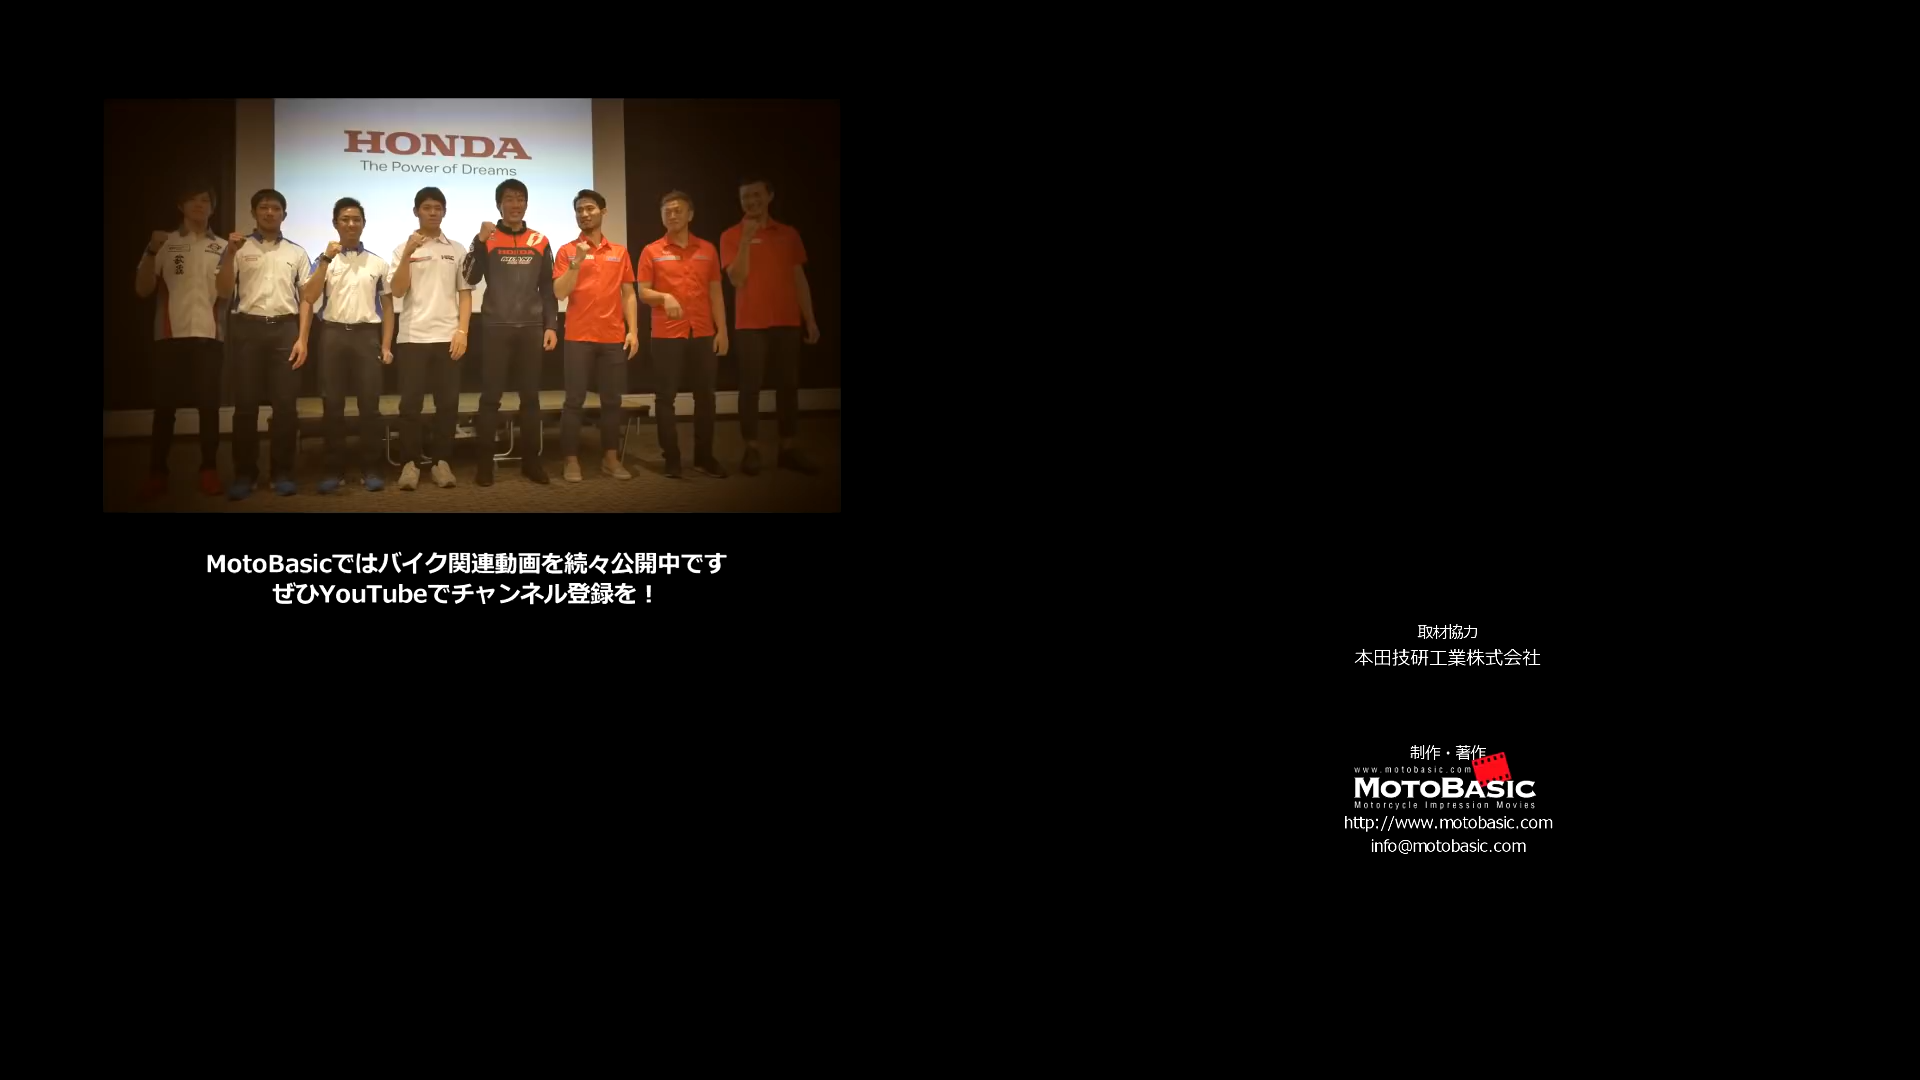 HONDA
The Power of Dreams
HONDA
MotoBasicではバイク関連動画を続々公開中です
ぜひYouTubeでチャンネル登録を！
取材協力
本田技研工業株式会社
制作・著作
www.motobasic.com
MOTOBASIC
Motorcycle Impression Movies
http://www.motobasic.com
info@motobasic.com